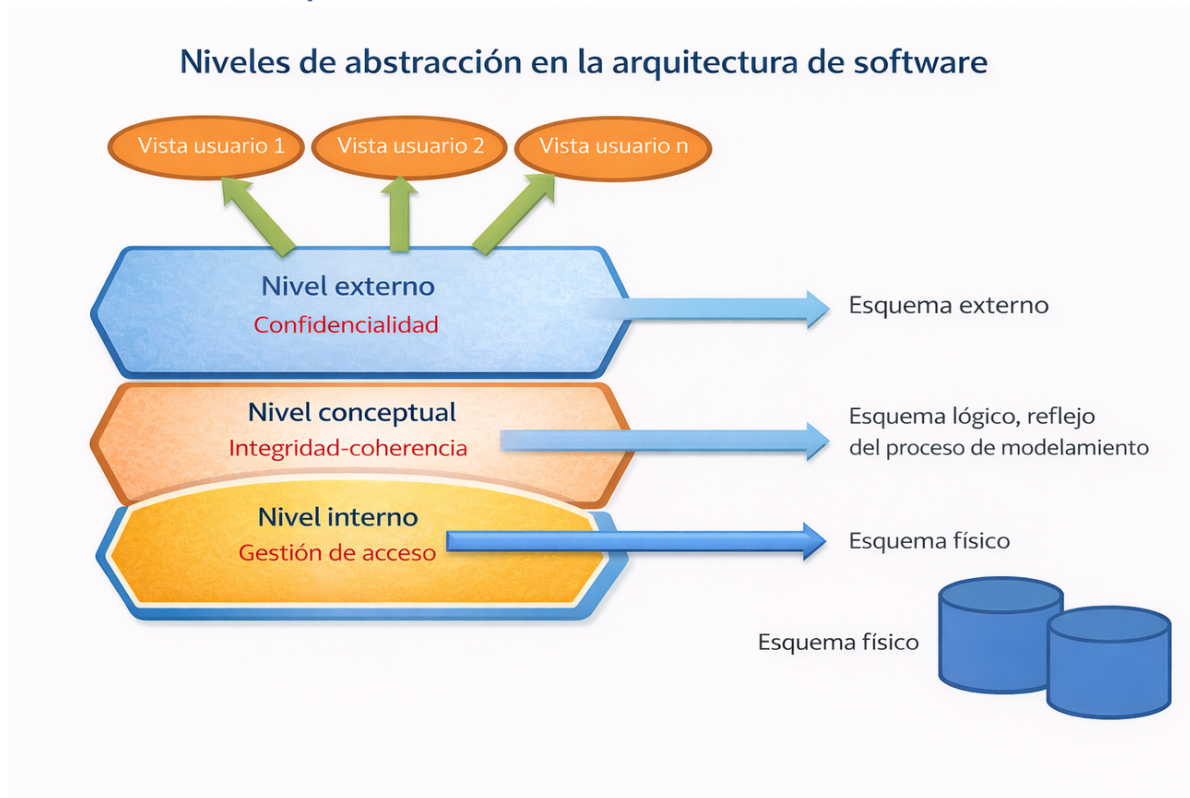 Niveles de abstracción en la arquitectura de software
Vista usuario 1
Vista usuario 2
Vista usuario n
Nivel externo
Confidencialidad
Esquema externo
Nivel conceptual
Integridad-coherencia
Esquema lógico, reflejo
del proceso de modelamiento
Nivel interno
Gestión de acceso
Esquema físico
Esquema físico